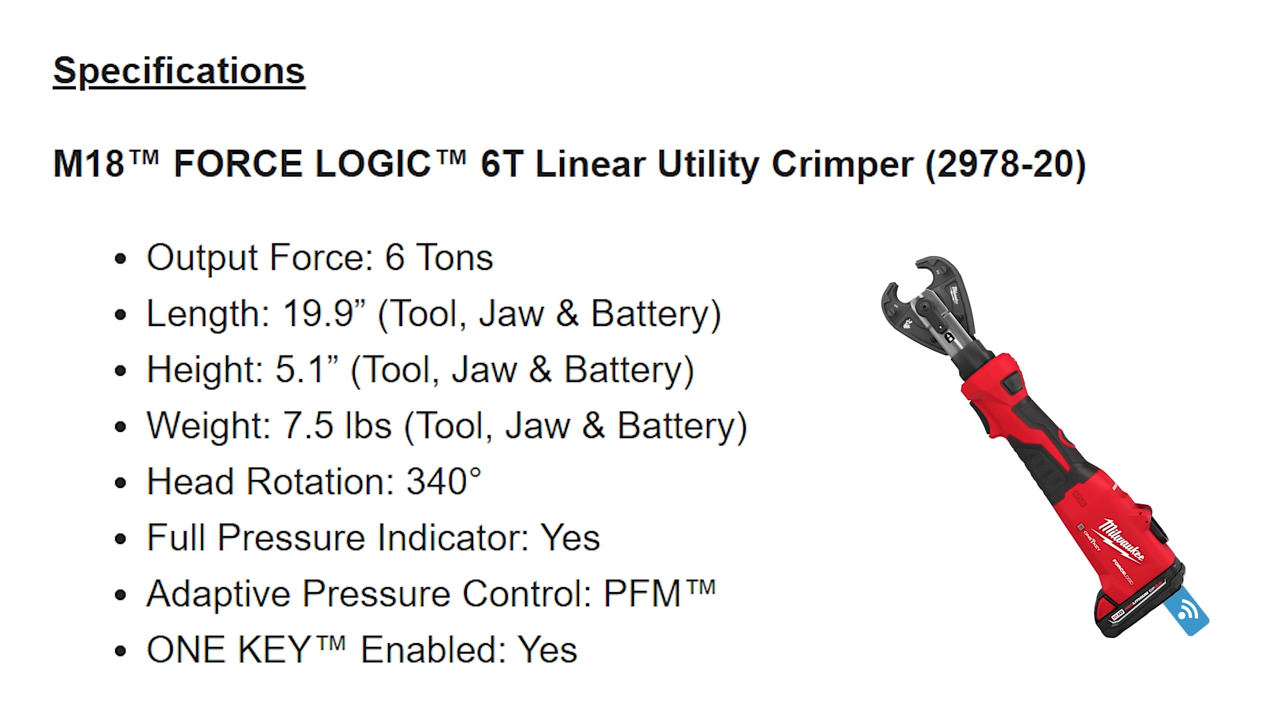 Specifications
M18™ FORCE LOGIC™ 6T Linear Utility Crimper (2978-20)
• Output Force: 6 Tons
• Length: 19.9” (Tool, Jaw & Battery)
• Height: 5.1” (Tool, Jaw & Battery)
• Weight: 7.5 lbs (Tool, Jaw & Battery)
• Head Rotation: 340°
• Full Pressure Indicator: Yes
• Adaptive Pressure Control: PFM™
• ONE KEY™ Enabled: Yes
Milwaukee